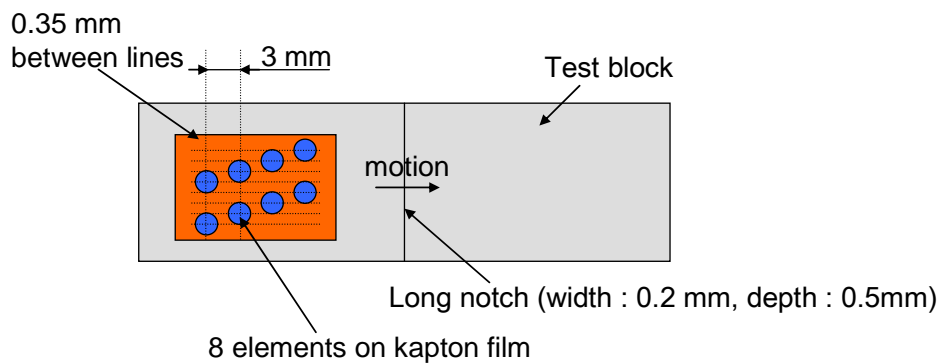 0.35 mm
between lines
3 mm
Test block
motion
Long notch (width : 0.2 mm, depth : 0.5mm)
8 elements on kapton film